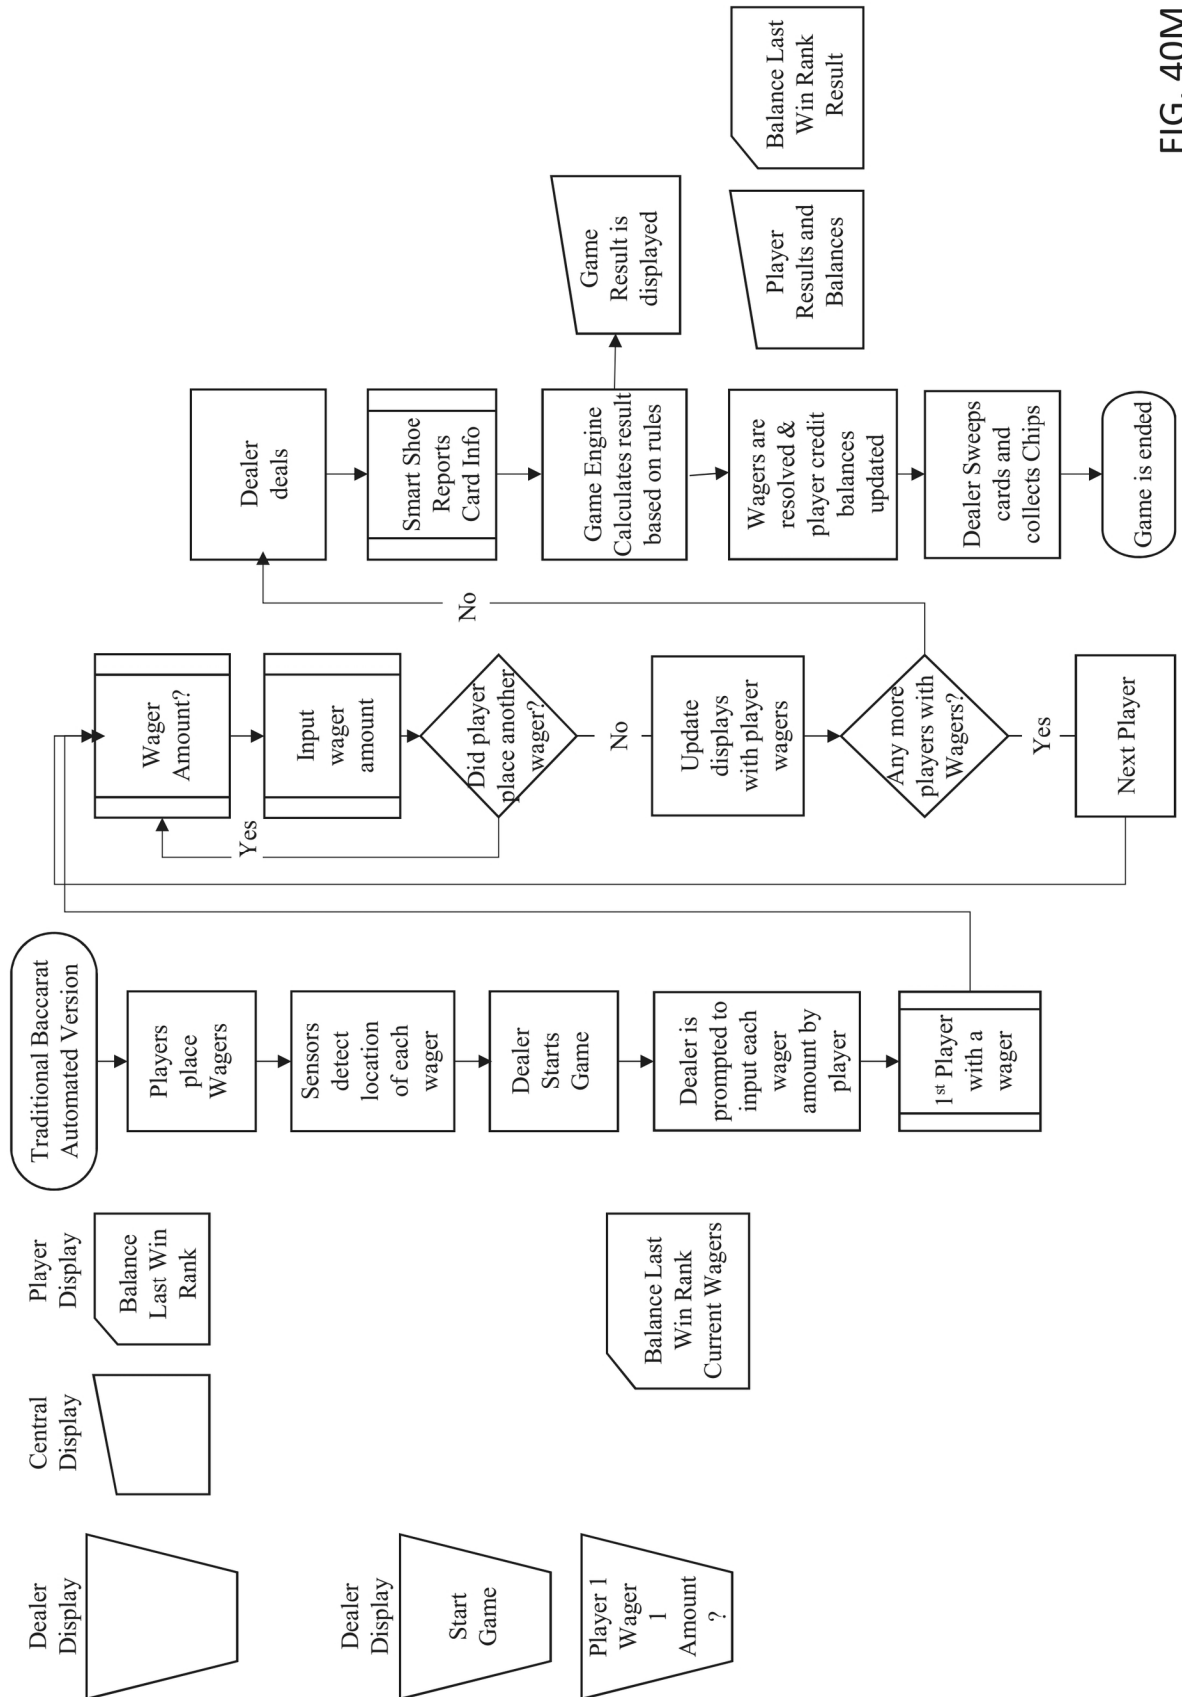 Dealer
Display
Central
Display
Player
Display
Balance
Last Win
Rank
Dealer
Display
Start
Game
Player 1
Wager
1
Amount
?
Balance Last
Win Rank
Current Wagers
Traditional Baccarat
Automated Version
Players
place
Wagers
Sensors
detect
location
of each
wager
Dealer
Starts
Game
Dealer is
prompted to
input each
wager
amount by
player
1st Player
with a
wager
Wager
Amount?
Input
wager
amount
Yes
Did player
place another
wager?
No
Update
displays
with player
wagers
Any more
players with
Wagers?
No
Yes
Next Player
Dealer
deals
Smart Shoe
Reports
Card Info
Game Engine
Calculates result
based on rules
Game
Result is
displayed
Wagers are
resolved &
player credit
balances
updated
Player
Results and
Balances
Balance Last
Win Rank
Result
Dealer Sweeps
cards and
collects Chips
Game is ended
FIG. 40M